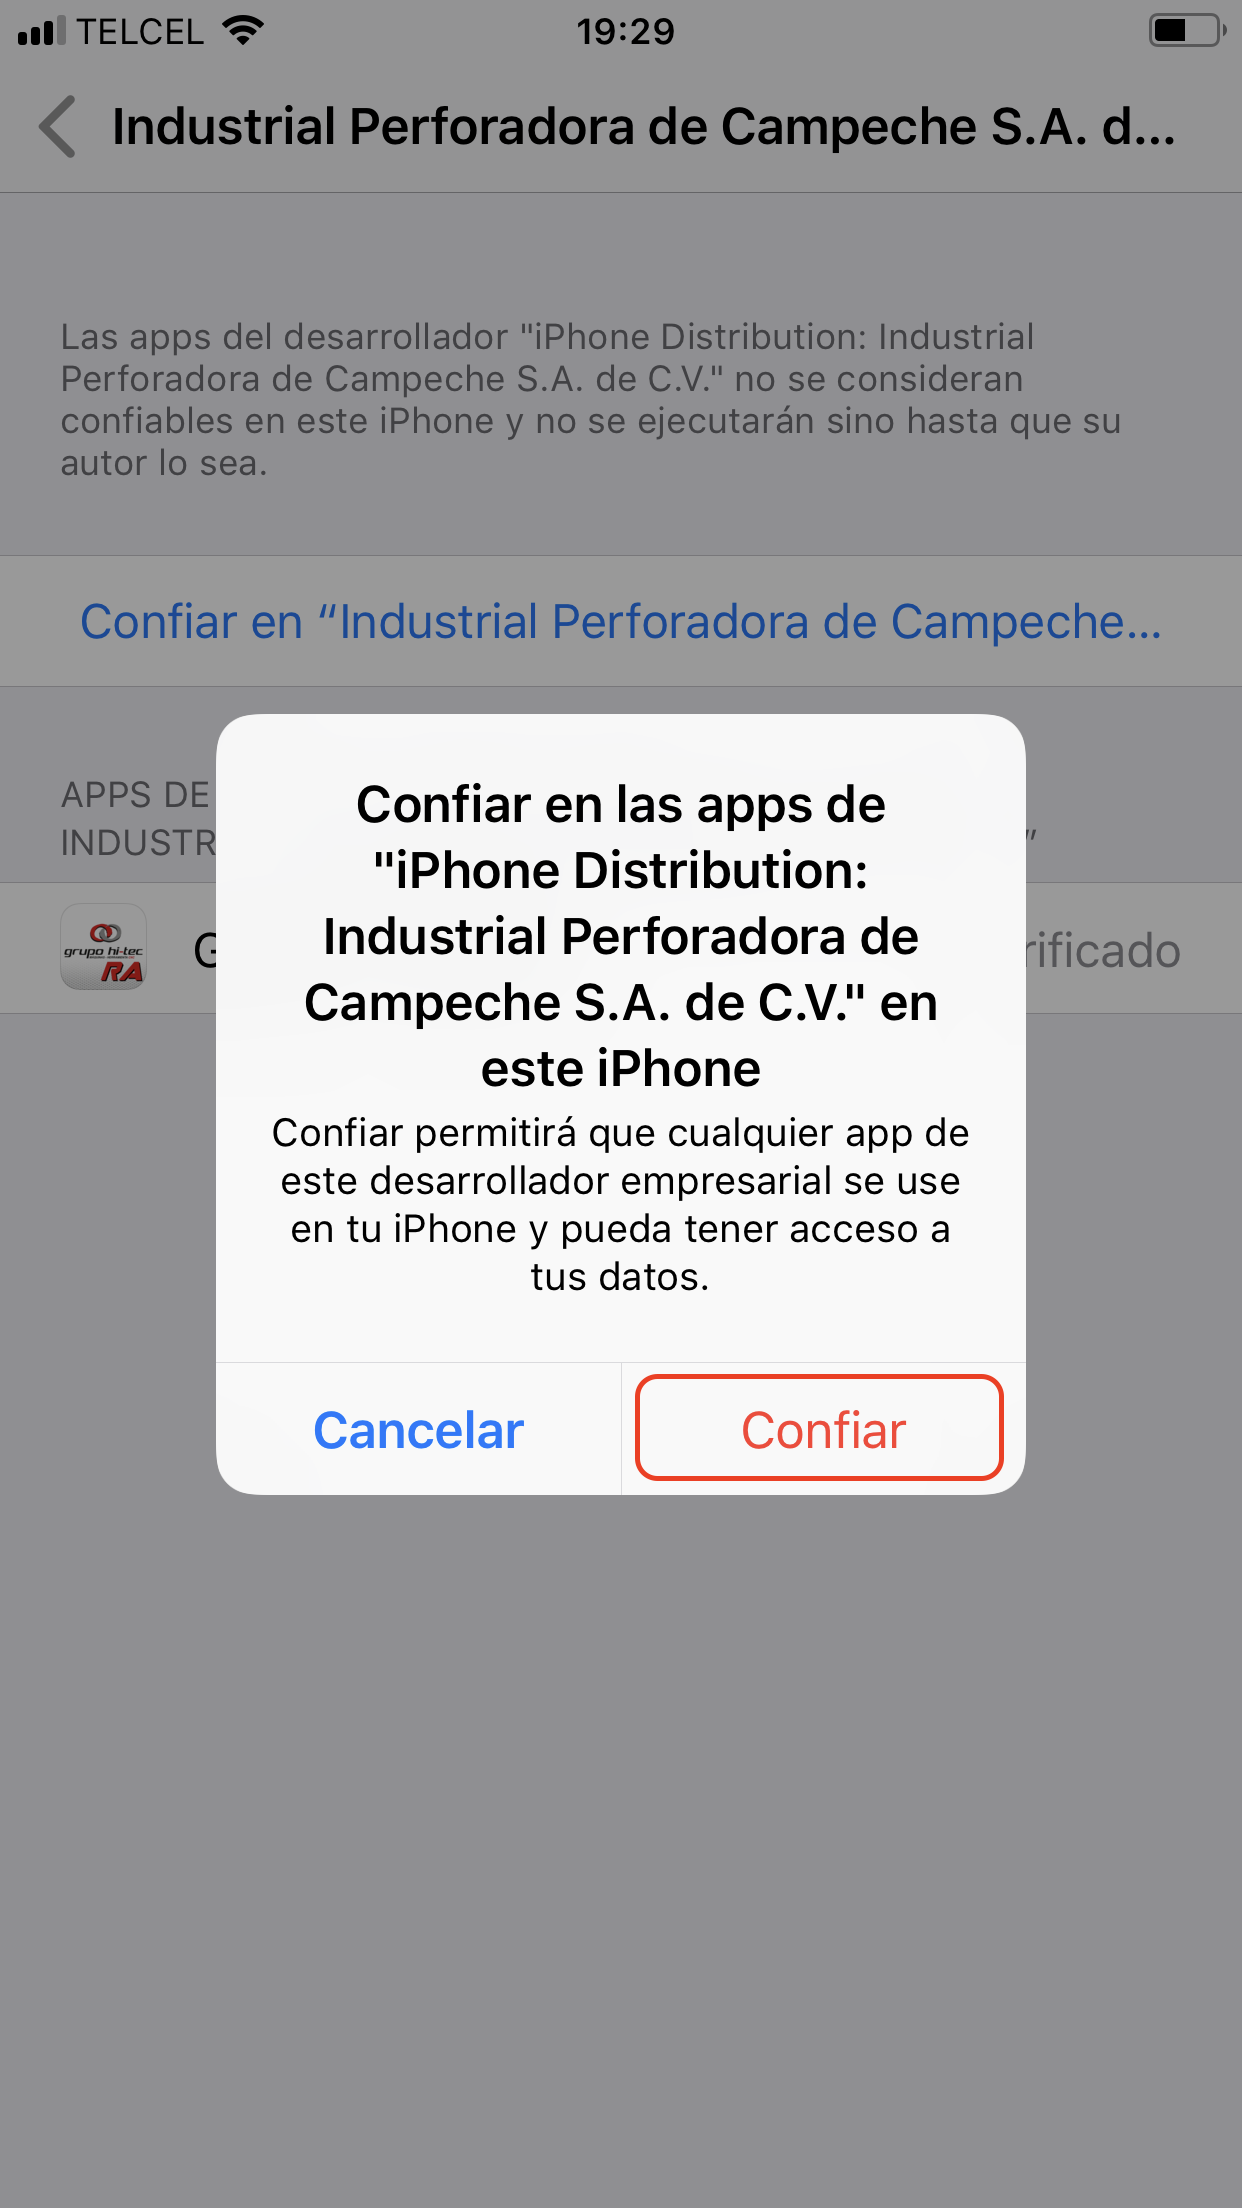 TELCEL 19:29
Industrial Perforadora de Campeche S.A. d...
Las apps del desarrollador "iPhone Distribution: Industrial
Perforadora de Campeche S.A. de C.V." no se consideran
confiables en este iPhone y no se ejecutarán sino hasta que su
autor lo sea.
Confiar en “Industrial Perforadora de Campeche...
APPS DE
INDUSTR ”
Confiar en las apps de
"iPhone Distribution:
Industrial Perforadora de
Campeche S.A. de C.V." en
este iPhone
Confiar permitirá que cualquier app de
este desarrollador empresarial se use
en tu iPhone y pueda tener acceso a
tus datos.
grupo hi-tec
RA
G rificado
Cancelar Confiar